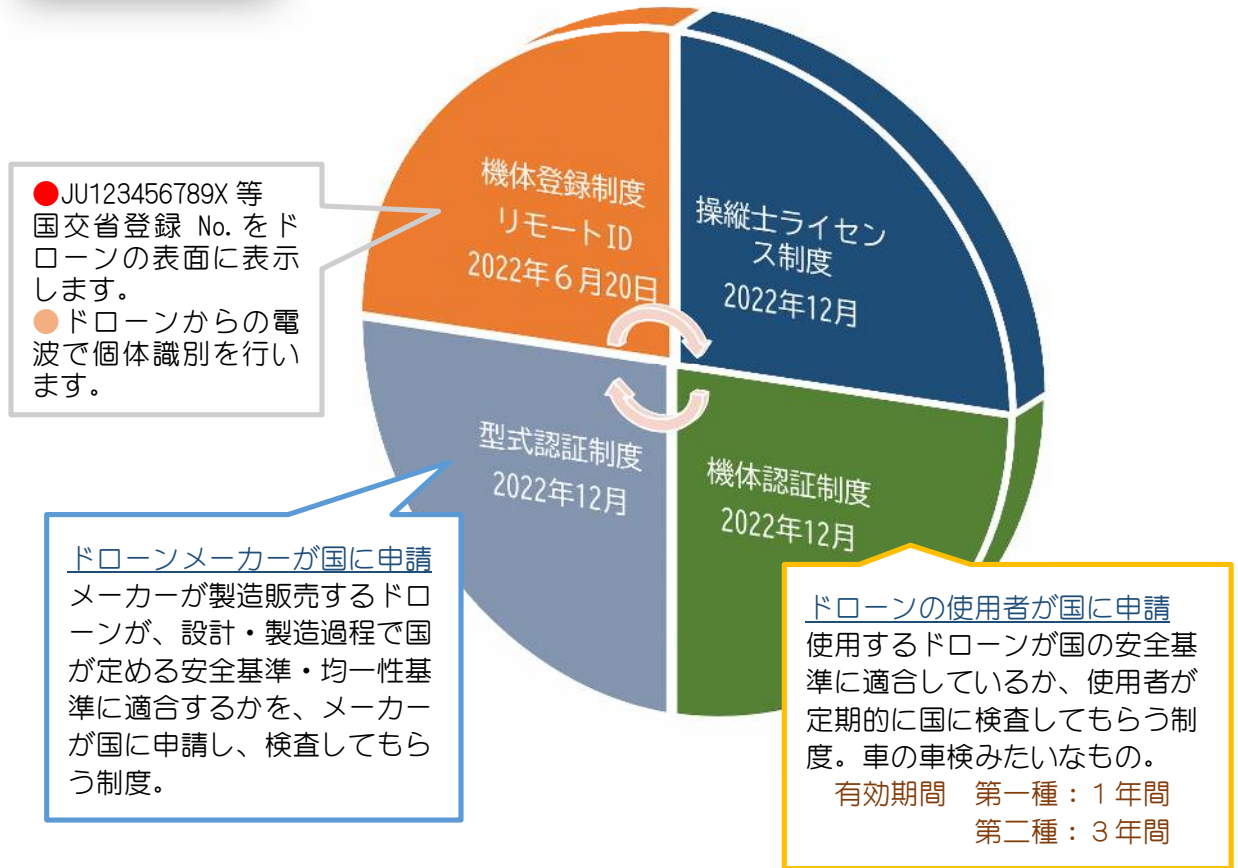 機体登録制度
リモートID
2022年6月20日
操縦士ライセン
ス制度
2022年12月
●JU123456789X 等
国交省登録 No. をド
ローンの表面に表示
します。
●ドローンからの電
波で個体識別を行い
ます。
型式認証制度
2022年12月
機体認証制度
2022年12月
ドローンメーカーが国に申請
メーカーが製造販売するドロ
ーンが、設計・製造過程で国
が定める安全基準・均一性基
準に適合するかを、メーカー
が国に申請し、検査してもら
う制度。
ドローンの使用者が国に申請
使用するドローンが国の安全基
準に適合しているか、使用者が
定期的に国に検査してもらう制
度。車の車検みたいなもの。
有効期間 第一種：１年間
第二種：３年間